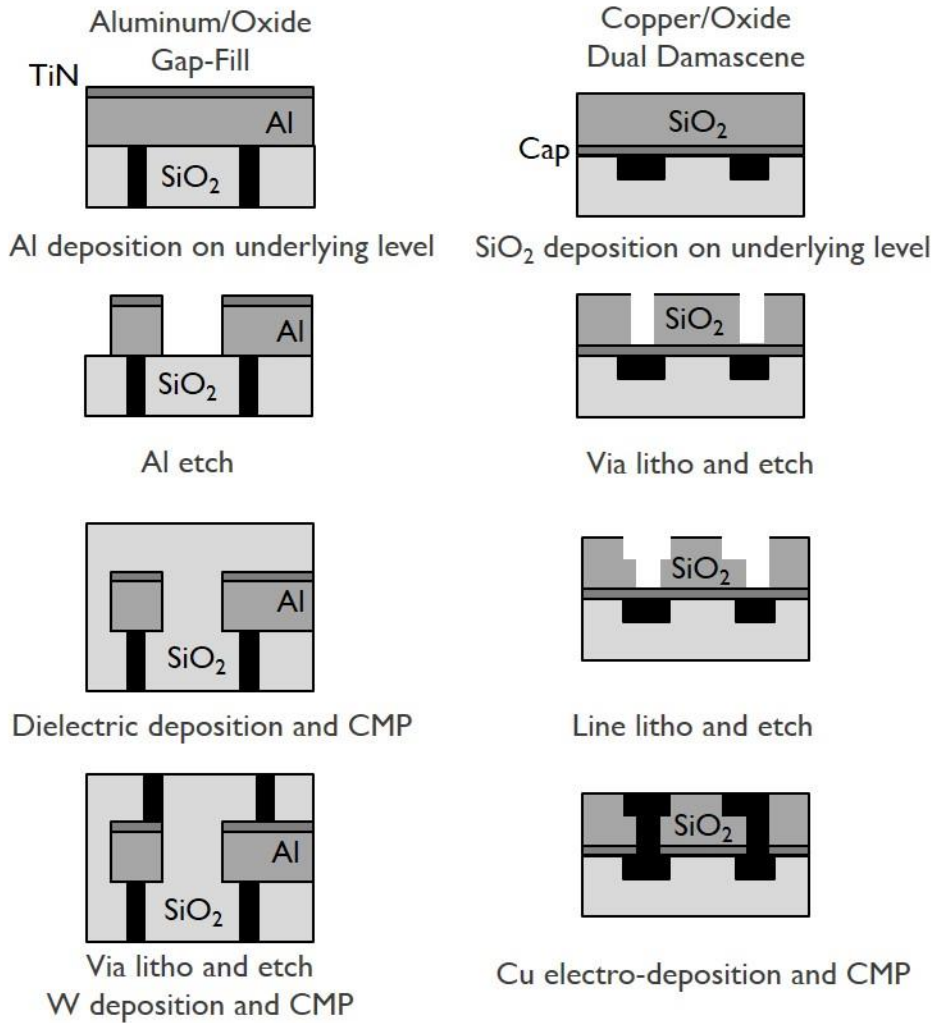 Aluminum/Oxide
Gap-Fill
TiN
Al
SiO₂
Al deposition on underlying level
Al
SiO₂
Al etch
Al
SiO₂
Dielectric deposition and CMP
Al
SiO₂
Via litho and etch
W deposition and CMP
Copper/Oxide
Dual Damascene
SiO₂
Cap
SiO₂ deposition on underlying level
SiO₂
Via litho and etch
SiO₂
Line litho and etch
SiO₂
Cu electro-deposition and CMP